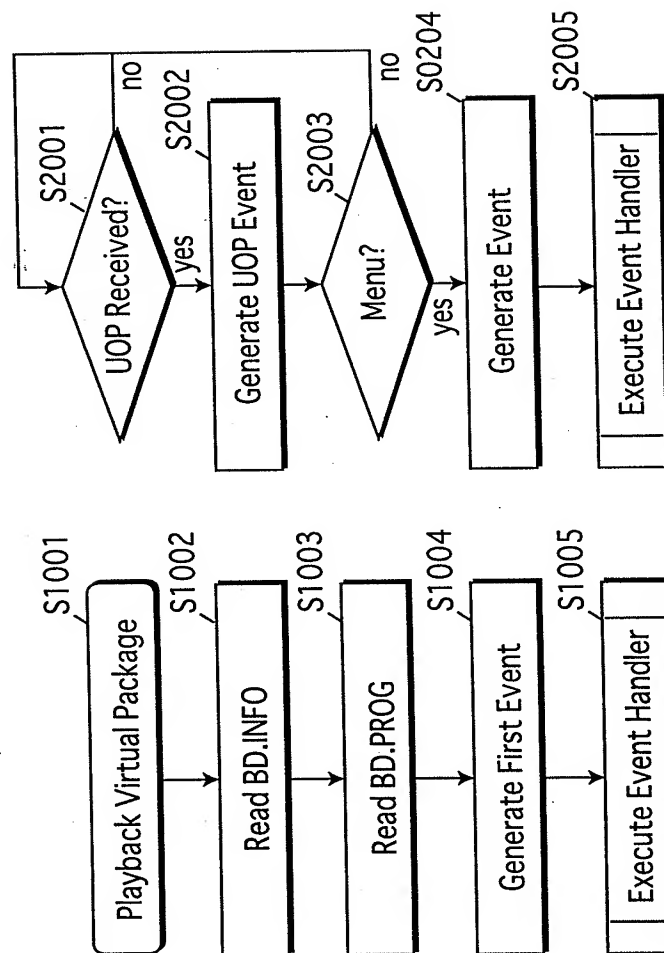 S1001
Playback Virtual Package
S1002
Read BD.INFO
S1003
Read BD.PROG
S1004
Generate First Event
S1005
Execute Event Handler
S2001
UOP Received?
no
yes
S2002
Generate UOP Event
S2003
Menu?
no
yes
S0204
Generate Event
S2005
Execute Event Handler